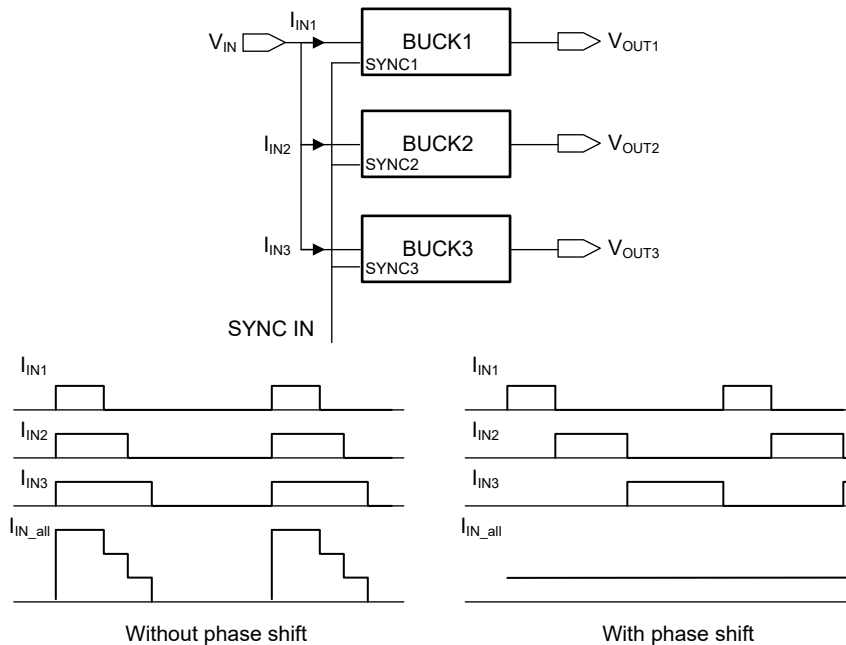 I_IN1
V_IN
BUCK1
V_OUT1
SYNC1
I_IN2
BUCK2
V_OUT2
SYNC2
I_IN3
BUCK3
V_OUT3
SYNC3
SYNC IN
I_IN1
I_IN2
I_IN3
I_IN_all
Without phase shift
I_IN1
I_IN2
I_IN3
I_IN_all
With phase shift